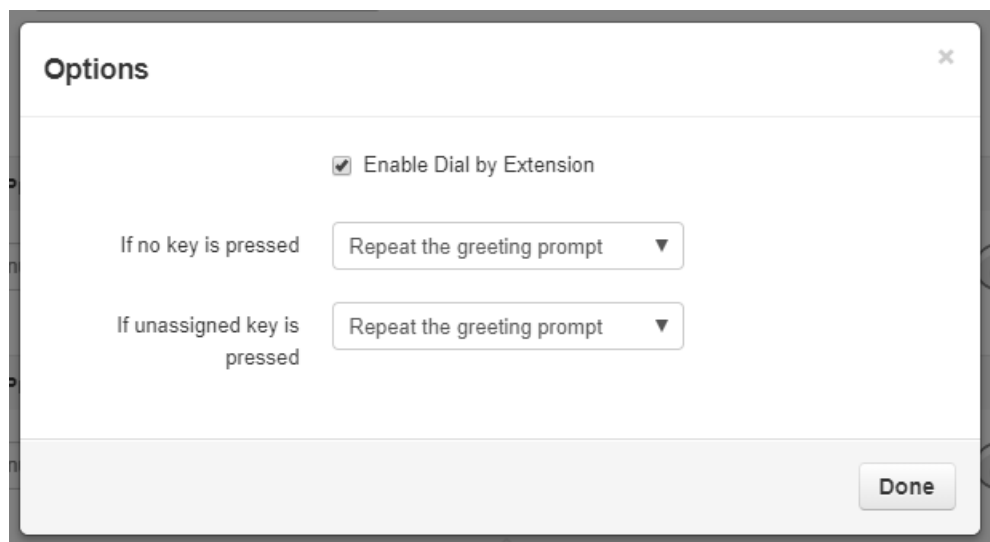 Options
×
Enable Dial by Extension
If no key is pressed
Repeat the greeting prompt
If unassigned key is
pressed
Repeat the greeting prompt
Done